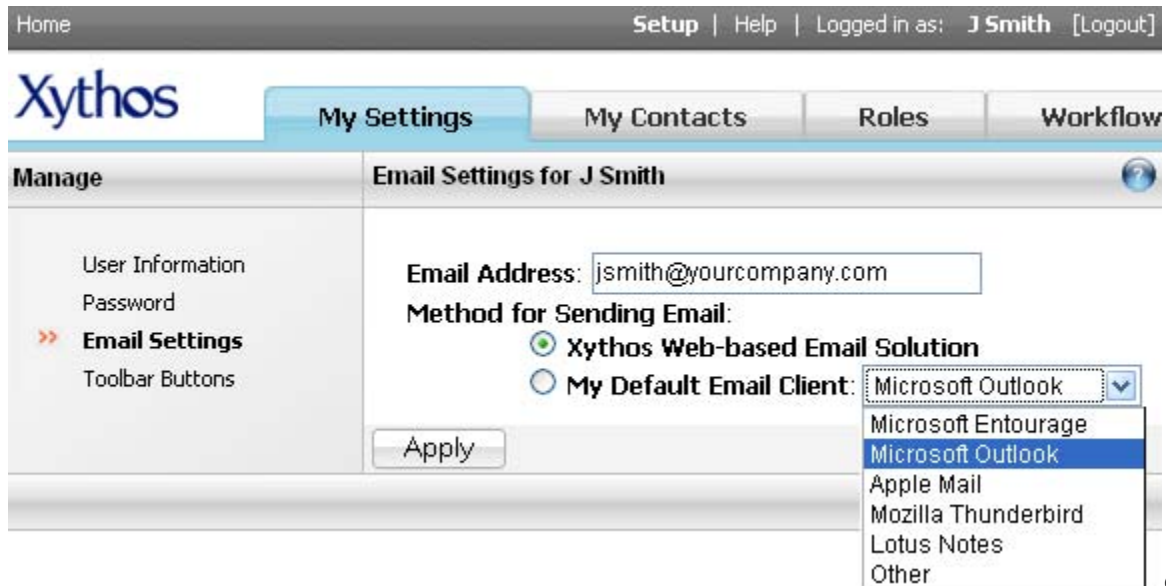 Home Setup | Help | Logged in as: J Smith [Logout]
Xythos
My Settings My Contacts Roles Workflow
Manage Email Settings for J Smith ?
User Information
Password
>> Email Settings
Toolbar Buttons
Email Address: jsmith@yourcompany.com
Method for Sending Email:
Xythos Web-based Email Solution
My Default Email Client: Microsoft Outlook
Microsoft Entourage
Microsoft Outlook
Apple Mail
Mozilla Thunderbird
Lotus Notes
Other
Apply